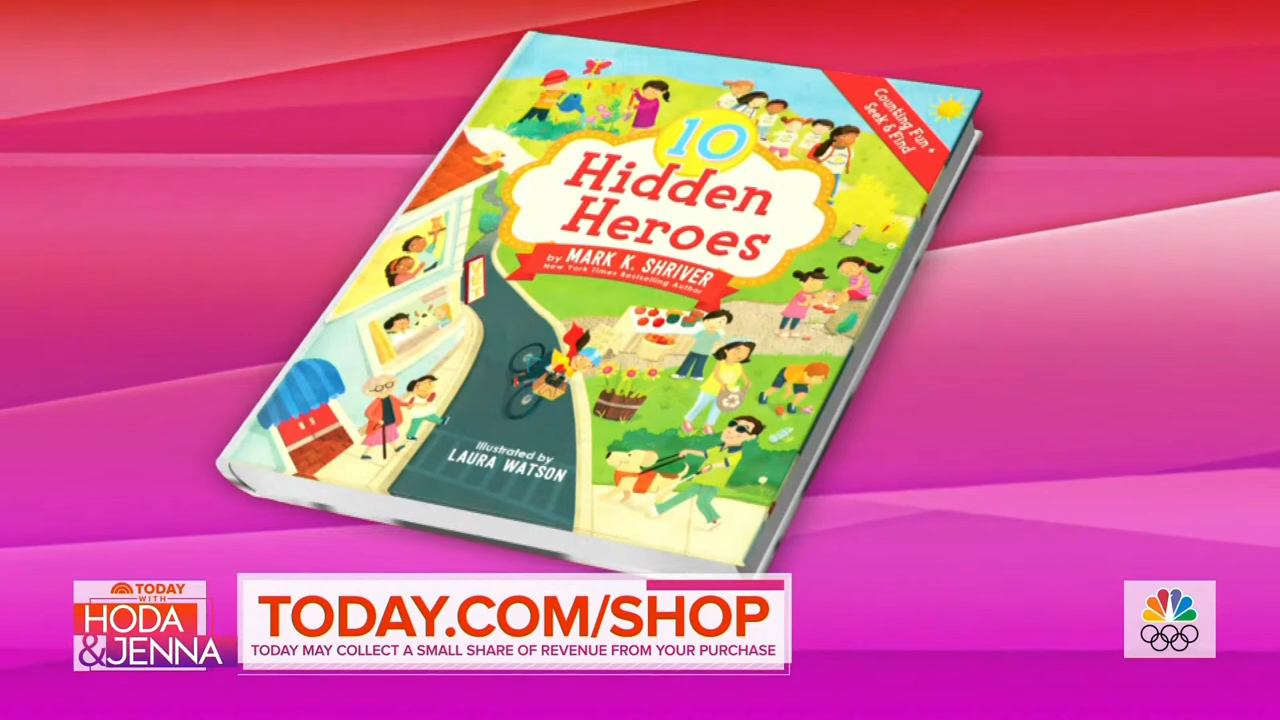 Counting Fun +
Seek & Find
10
Hidden
Heroes
by MARK K. SHRIVER
New York Times Bestselling Author
Illustrated by
LAURA WATSON
TODAY
WITH
HODA
&JENNA
TODAY.COM/SHOP
TODAY MAY COLLECT A SMALL SHARE OF REVENUE FROM YOUR PURCHASE